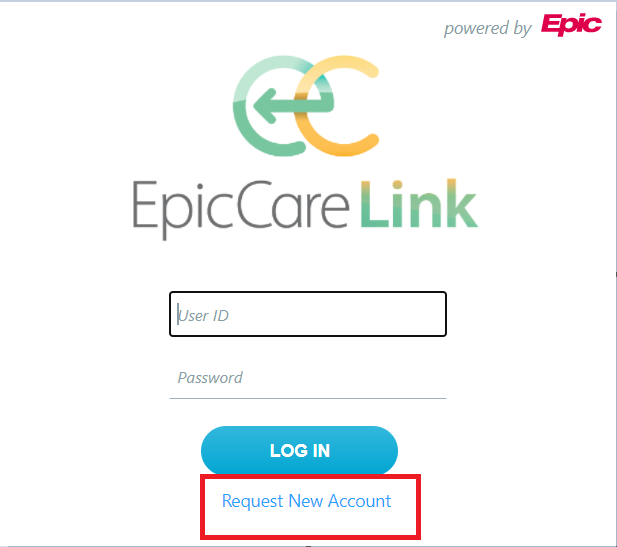 powered by Epic
EpicCare Link
User ID
Password
LOG IN
Request New Account